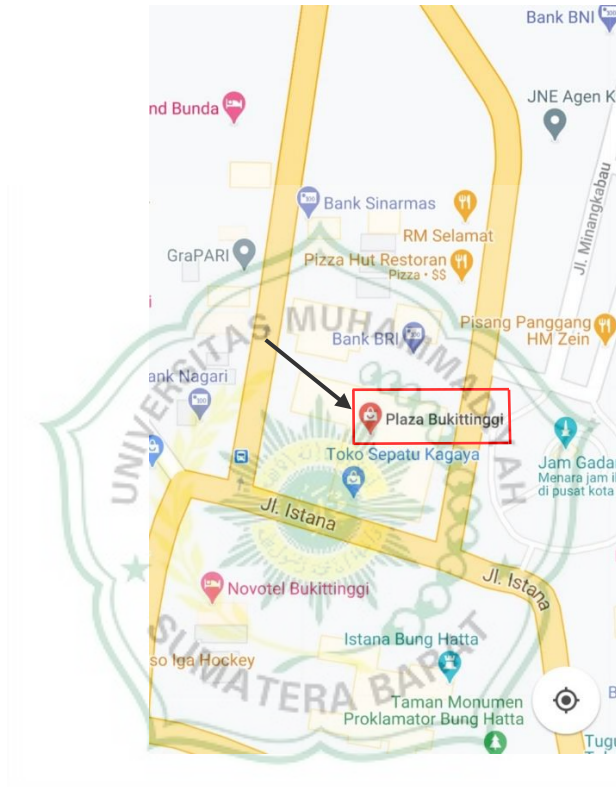 Bank BNI
JNE Agen K
nd Bunda
Jl. Minangkabau
Bank Sinarmas
RM Selamat
GraPARI
Pizza Hut Restoran
Pizza • $$
Pisang Panggang
HM Zein
Bank BRI
ank Nagari
Plaza Bukittinggi
Toko Sepatu Kagaya
Jam Gada
Menara jam i
di pusat kota
Jl. Istana
Jl. Istana
Novotel Bukittinggi
Istana Bung Hatta
so Iga Hockey
Taman Monumen
Proklamator Bung Hatta
B
Tugu
UNIVERSITAS MUHAMMADIYAH
SUMATERA BARAT